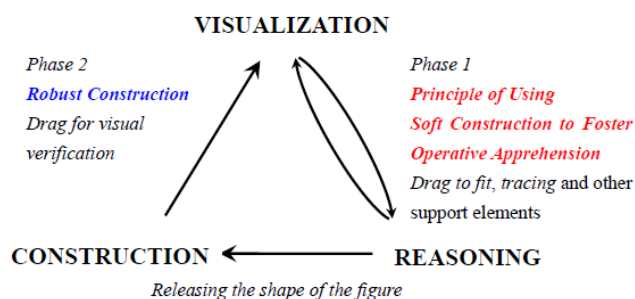 VISUALIZATION
Phase 2
Robust Construction
Drag for visual
verification
Phase 1
Principle of Using
Soft Construction to Foster
Operative Apprehension
Drag to fit, tracing and other
support elements
CONSTRUCTION
REASONING
Releasing the shape of the figure